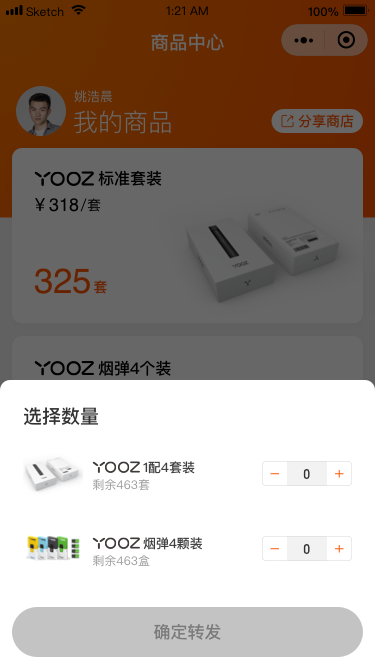 Sketch 1:21 AM 100%
商品中心
姚浩晨
我的商品
分享商店
YOOZ 标准套装
¥318/套
YOOZ
325套
YOOZ 烟弹4个装
选择数量
YOOZ 1配4套装
剩余463套
0
YOOZ 烟弹4颗装
剩余463盒
0
确定转发